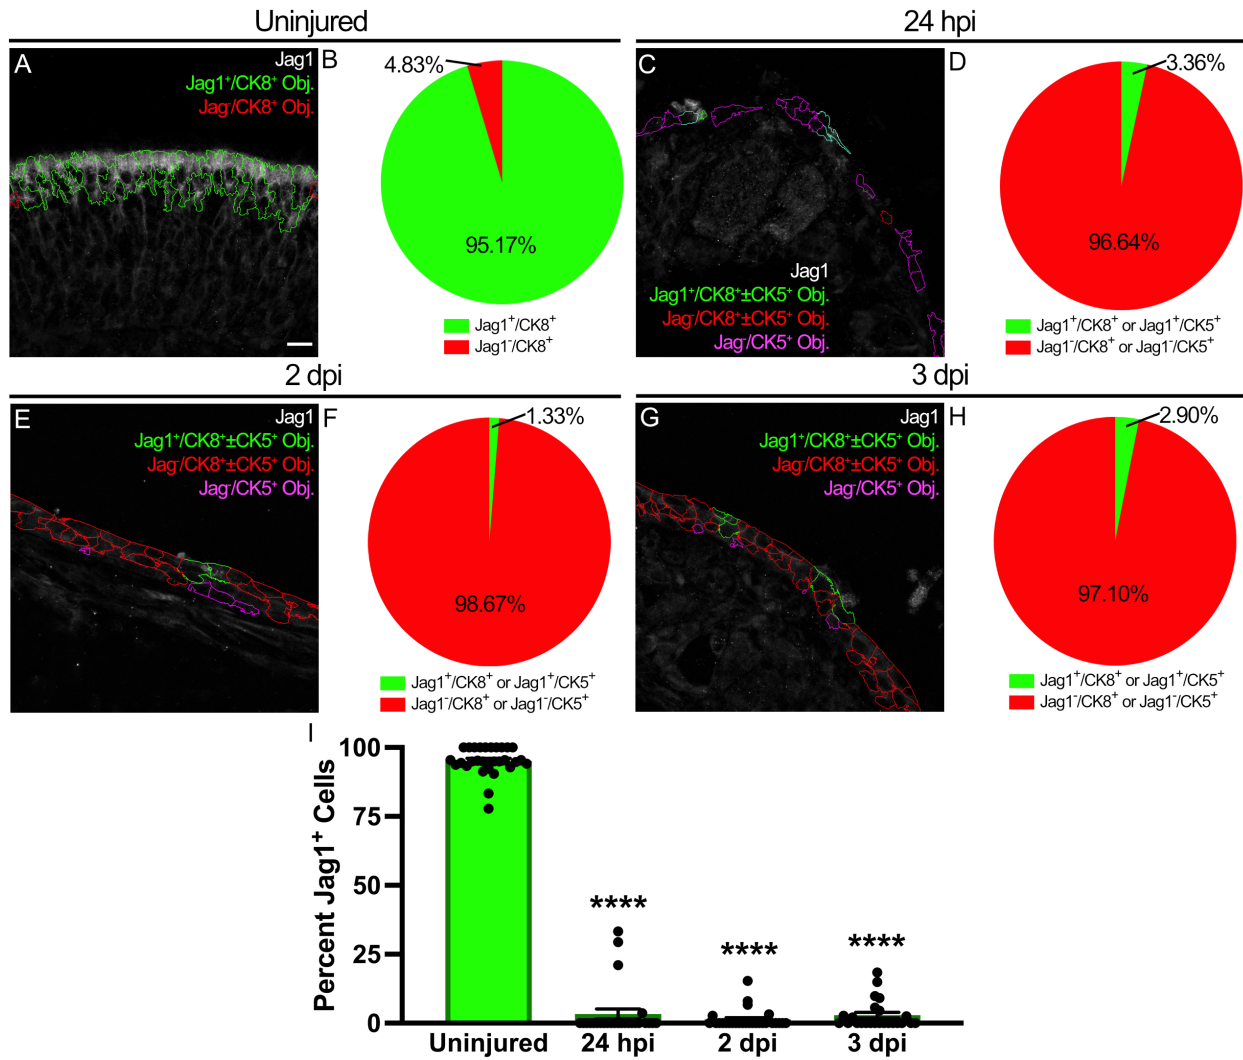 Uninjured
24 hpi
A
Jag1
Jag1⁺/CK8⁺ Obj.
Jag⁻/CK8⁺ Obj.
B
4.83%
95.17%
Jag1⁺/CK8⁺
Jag1⁻/CK8⁺
C
Jag1
Jag1⁺/CK8⁺±CK5⁺ Obj.
Jag⁻/CK8⁺±CK5⁺ Obj.
Jag⁻/CK5⁺ Obj.
D
3.36%
96.64%
Jag1⁺/CK8⁺ or Jag1⁺/CK5⁺
Jag1⁻/CK8⁺ or Jag1⁻/CK5⁺
2 dpi
3 dpi
E
Jag1
Jag1⁺/CK8⁺±CK5⁺ Obj.
Jag⁻/CK8⁺±CK5⁺ Obj.
Jag⁻/CK5⁺ Obj.
F
1.33%
98.67%
Jag1⁺/CK8⁺ or Jag1⁺/CK5⁺
Jag1⁻/CK8⁺ or Jag1⁻/CK5⁺
G
Jag1
Jag1⁺/CK8⁺±CK5⁺ Obj.
Jag⁻/CK8⁺±CK5⁺ Obj.
Jag⁻/CK5⁺ Obj.
H
2.90%
97.10%
Jag1⁺/CK8⁺ or Jag1⁺/CK5⁺
Jag1⁻/CK8⁺ or Jag1⁻/CK5⁺
I
Percent Jag1⁺ Cells
100
75
50
25
0
****
****
****
Uninjured
24 hpi
2 dpi
3 dpi